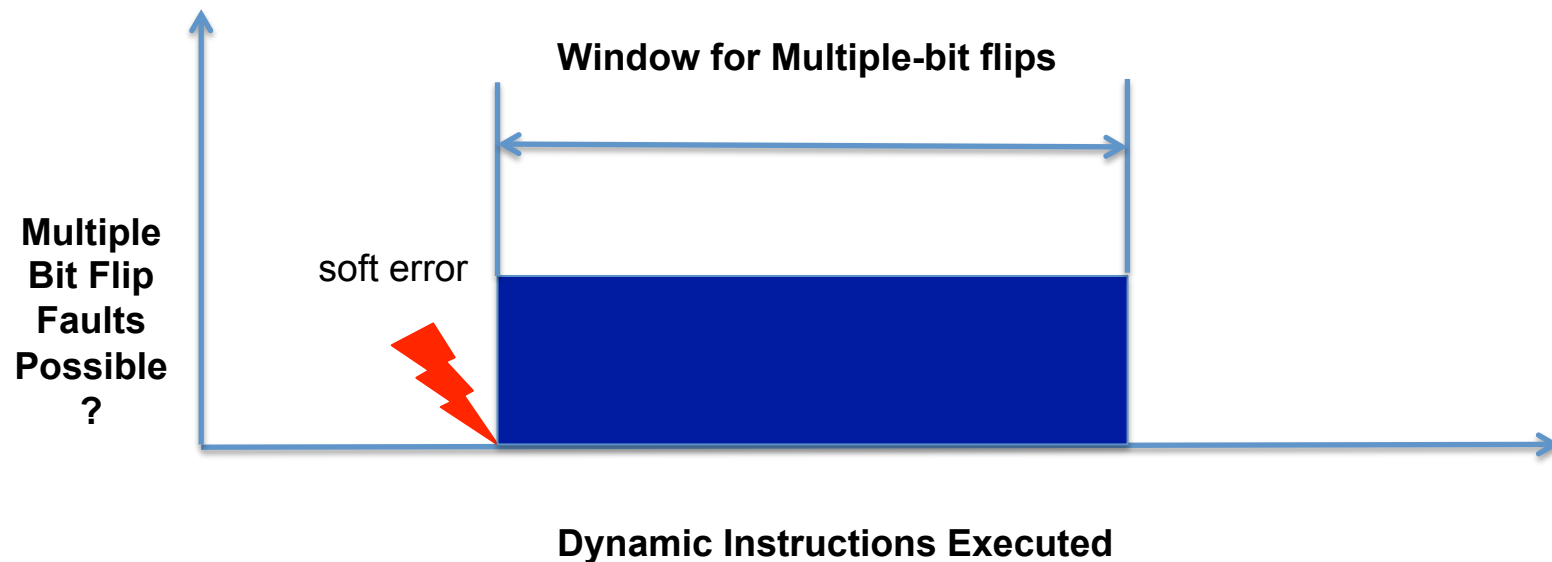 Window for Multiple-bit flips
Multiple
Bit Flip
Faults
Possible
?
soft error
Dynamic Instructions Executed